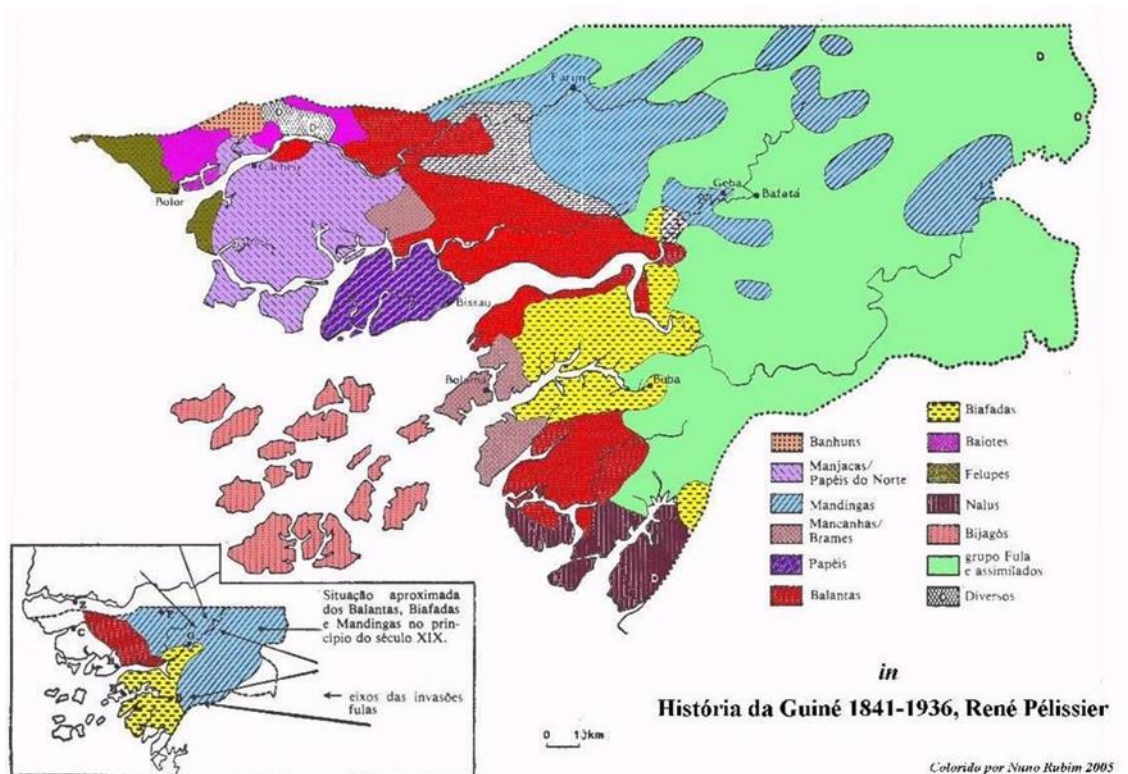 Farim
Cacheu
Bolor
Geba
Bafatá
Bissau
Bolama
Buba
D
D
D
Banhuns
Manjacas/
Papéis do Norte
Mandingas
Mancanhas/
Brames
Papéis
Balantas
Biafadas
Baiotes
Felupes
Nalus
Bijagós
grupo Fula
e assimilados
Diversos
Situação aproximada
dos Balantas, Biafadas
e Mandingas no prin-
cípio do século XIX.
eixos das invasões
fulas
Z
C
F
G
B
B
0 10km
in
História da Guiné 1841-1936, René Pélissier
Colorido por Nuno Rubim 2005